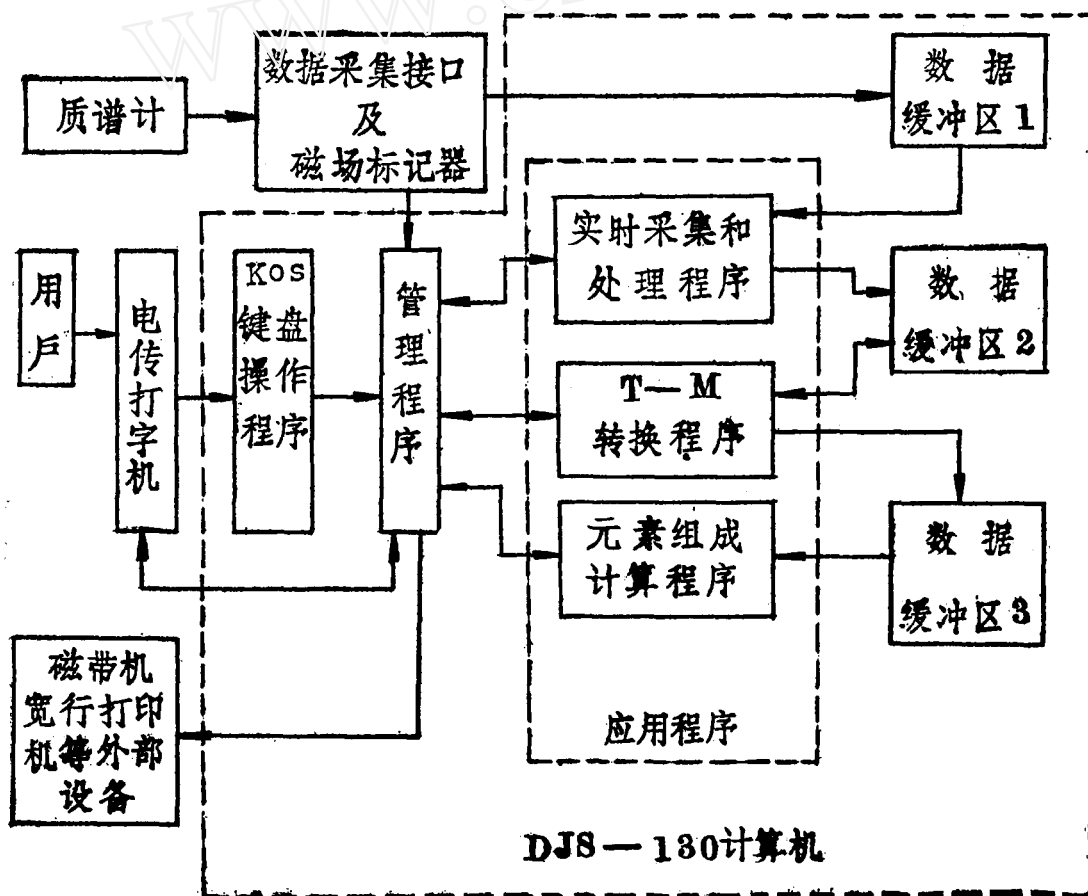 质谱计
数据采集接口
及
磁场标记器
数 据
缓冲区1
用
户
电
传
打
字
机
Kos
键盘
操作
程序
管
理
程
序
实时采集和
处理程序
数 据
缓冲区2
T—M
转换程序
元素组成
计算程序
数 据
缓冲区3
磁带机
宽行打印
机等外部
设备
应用程序
DJS—130计算机